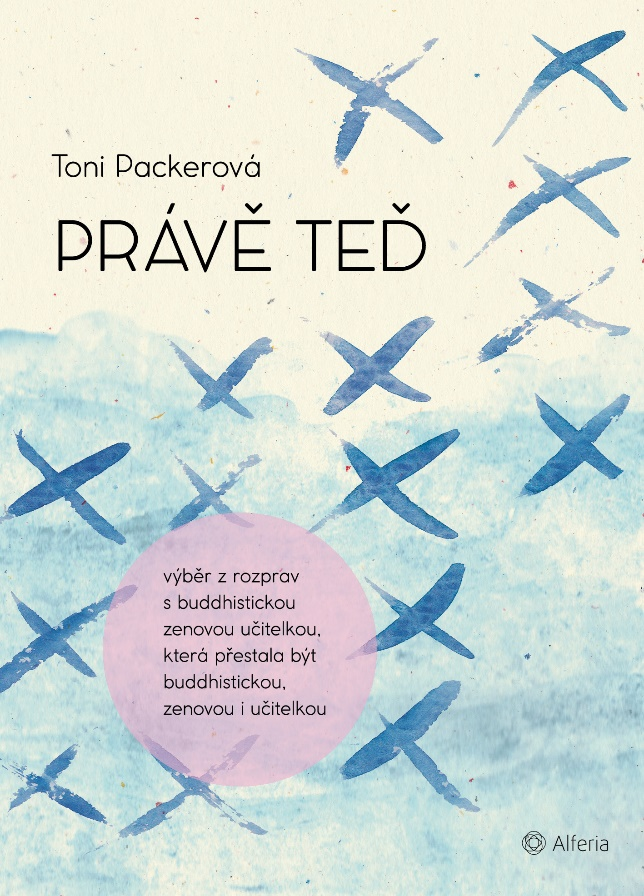 Toni Packerová
PRÁVĚ TEĎ
výběr z rozprav
s buddhistickou
zenovou učitelkou,
která přestala být
buddhistickou,
zenovou i učitelkou
Alferia